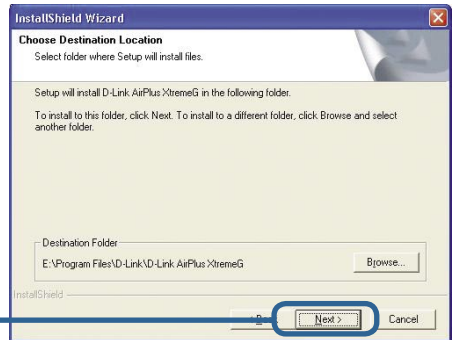 InstallShield Wizard
Choose Destination Location
Select folder where Setup will install files.
Setup will install D-Link AirPlus XtremeG in the following folder.
To install to this folder, click Next. To install to a different folder, click Browse and select
another folder.
Destination Folder
E:\Program Files\D-Link\D-Link AirPlus XtremeG
Browse...
InstallShield
Next >
Cancel